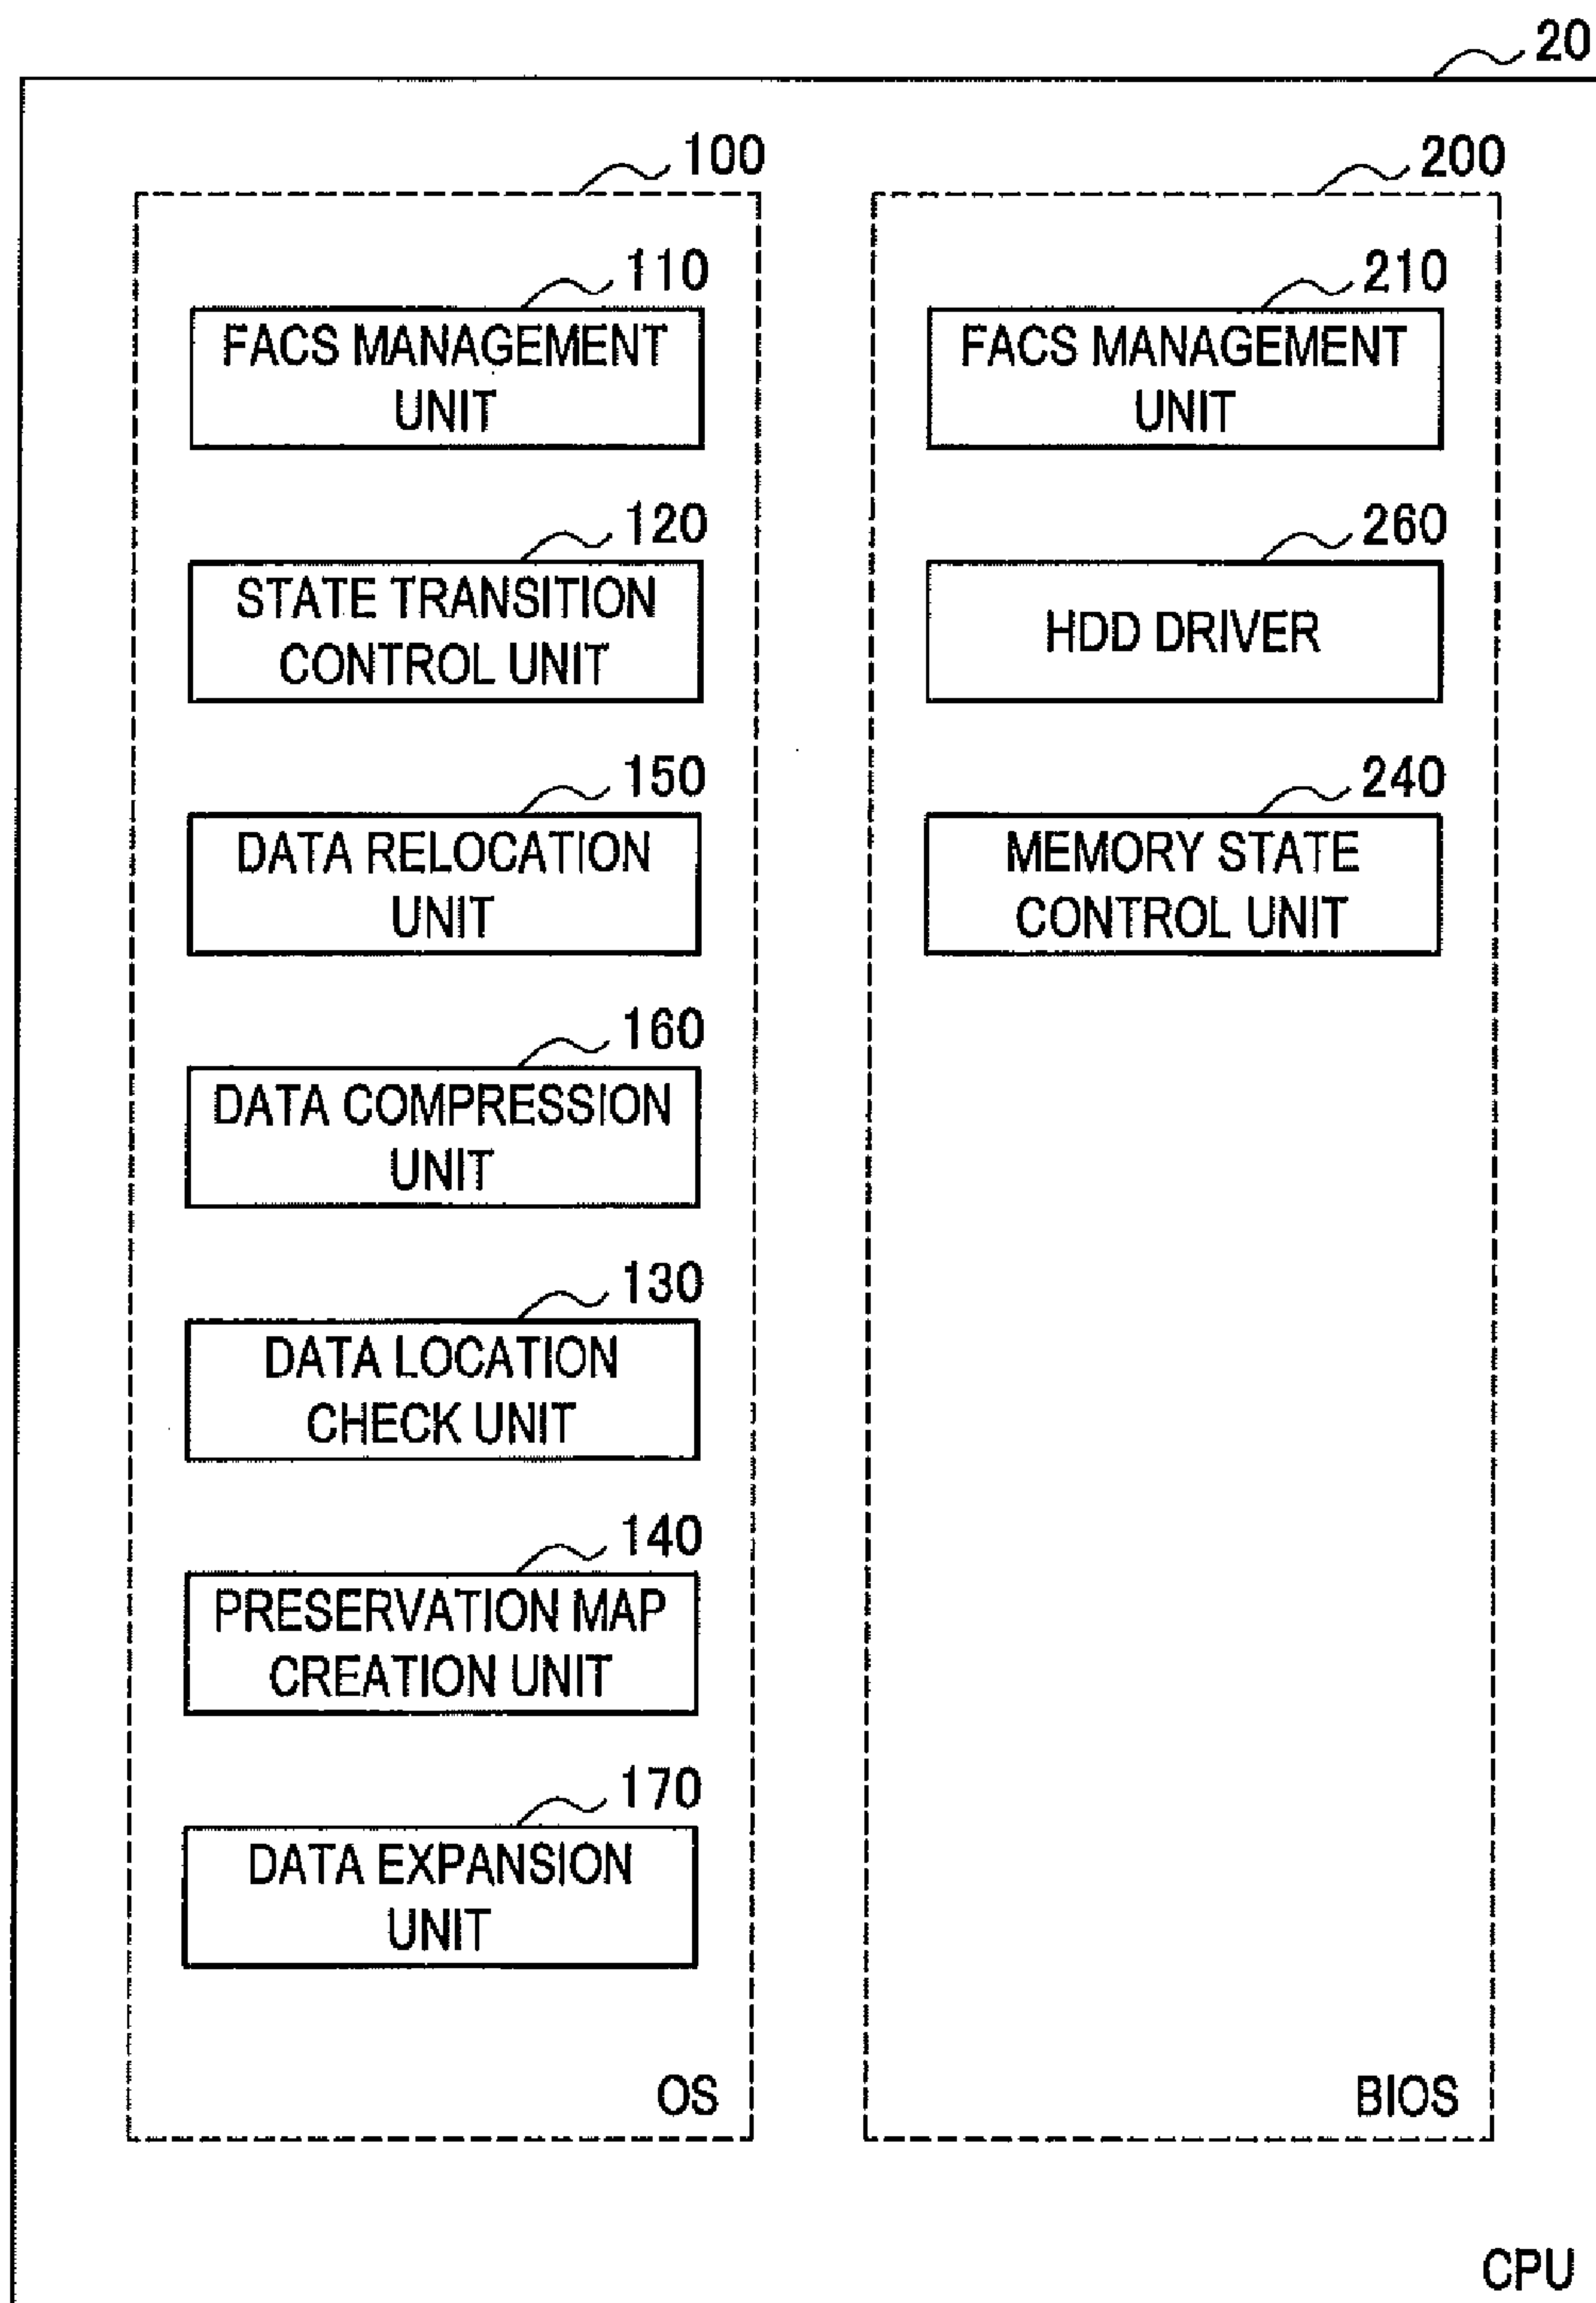 20
100
110
FACS MANAGEMENT
UNIT
120
STATE TRANSITION
CONTROL UNIT
150
DATA RELOCATION
UNIT
160
DATA COMPRESSION
UNIT
130
DATA LOCATION
CHECK UNIT
140
PRESERVATION MAP
CREATION UNIT
170
DATA EXPANSION
UNIT
OS
200
210
FACS MANAGEMENT
UNIT
260
HDD DRIVER
240
MEMORY STATE
CONTROL UNIT
BIOS
CPU